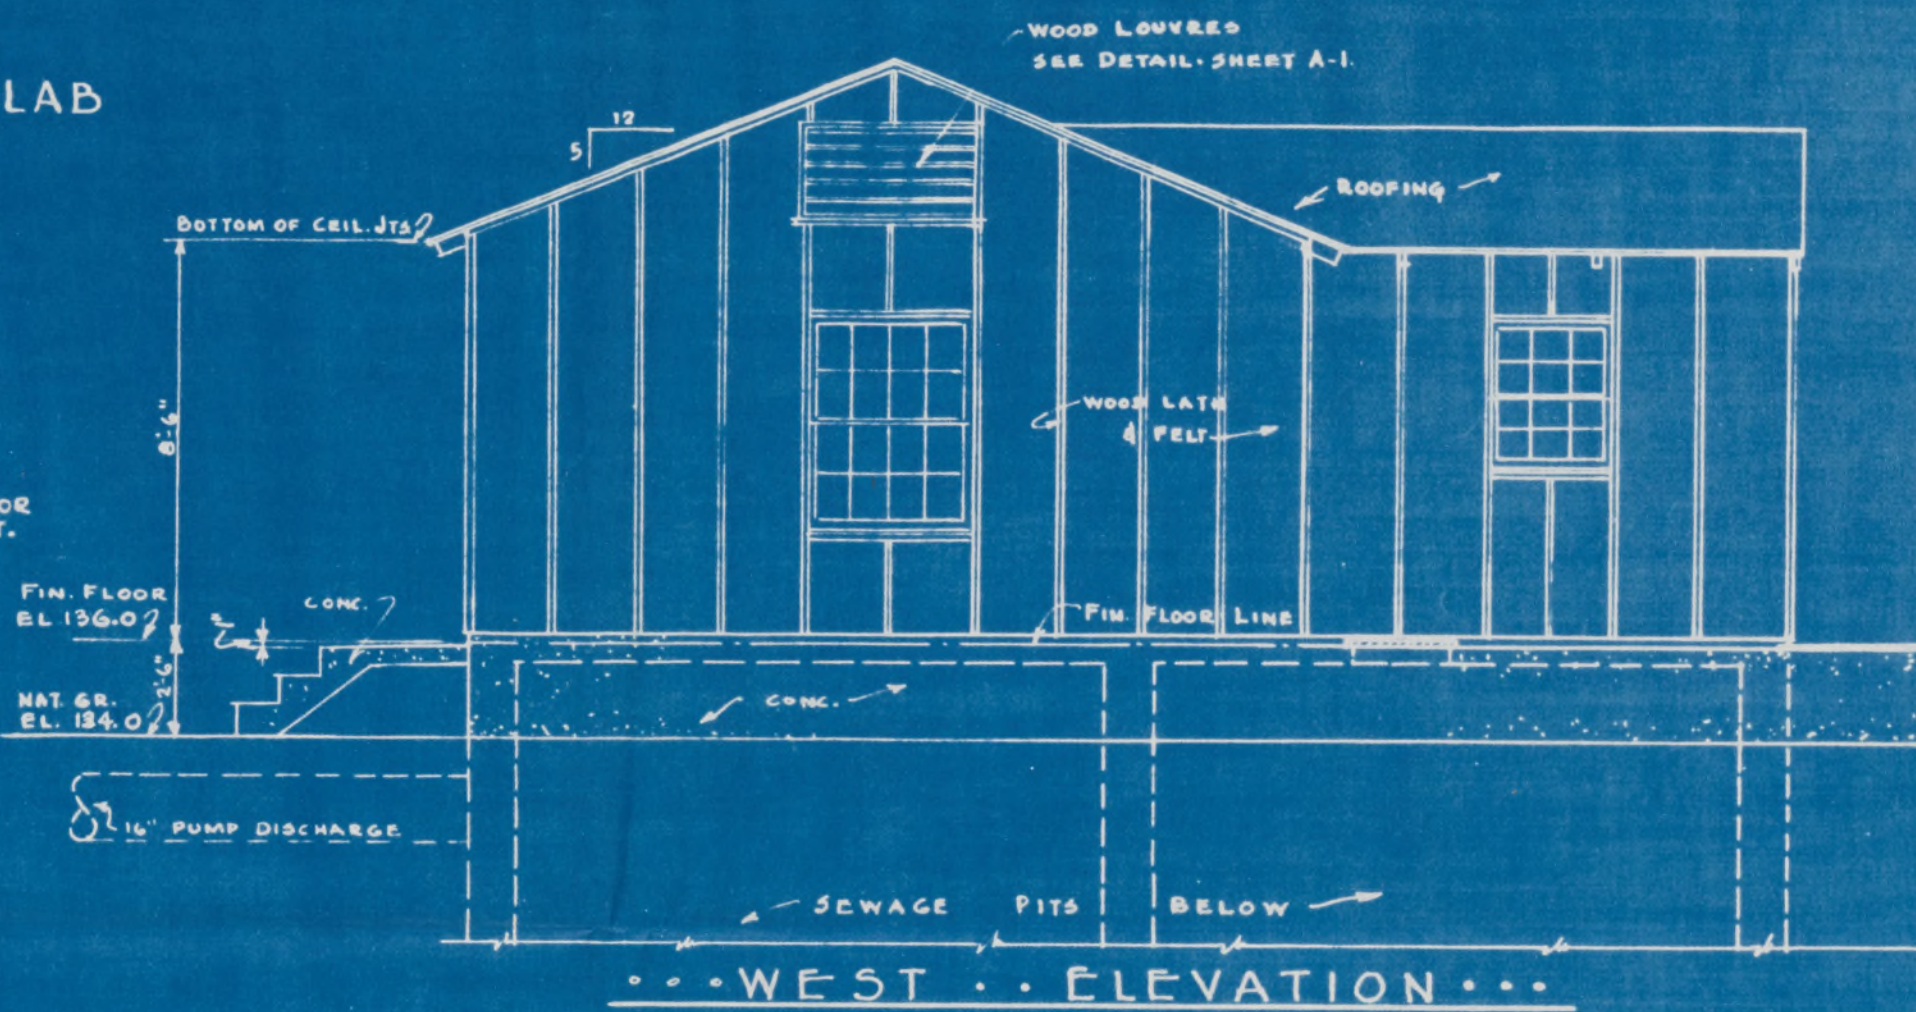 LAB
WOOD LOUVRES
SEE DETAIL·SHEET A-1.
12
5
ROOFING
BOTTOM OF CEIL. JTS
8'-6"
WOOD LATH
& FELT
OR
T.
FIN. FLOOR
EL 136.0
CONC.
2"
FIN. FLOOR LINE
2'-6"
NAT. GR.
EL. 134.0
CONC.
16" PUMP DISCHARGE
SEWAGE PITS BELOW
···WEST··ELEVATION···